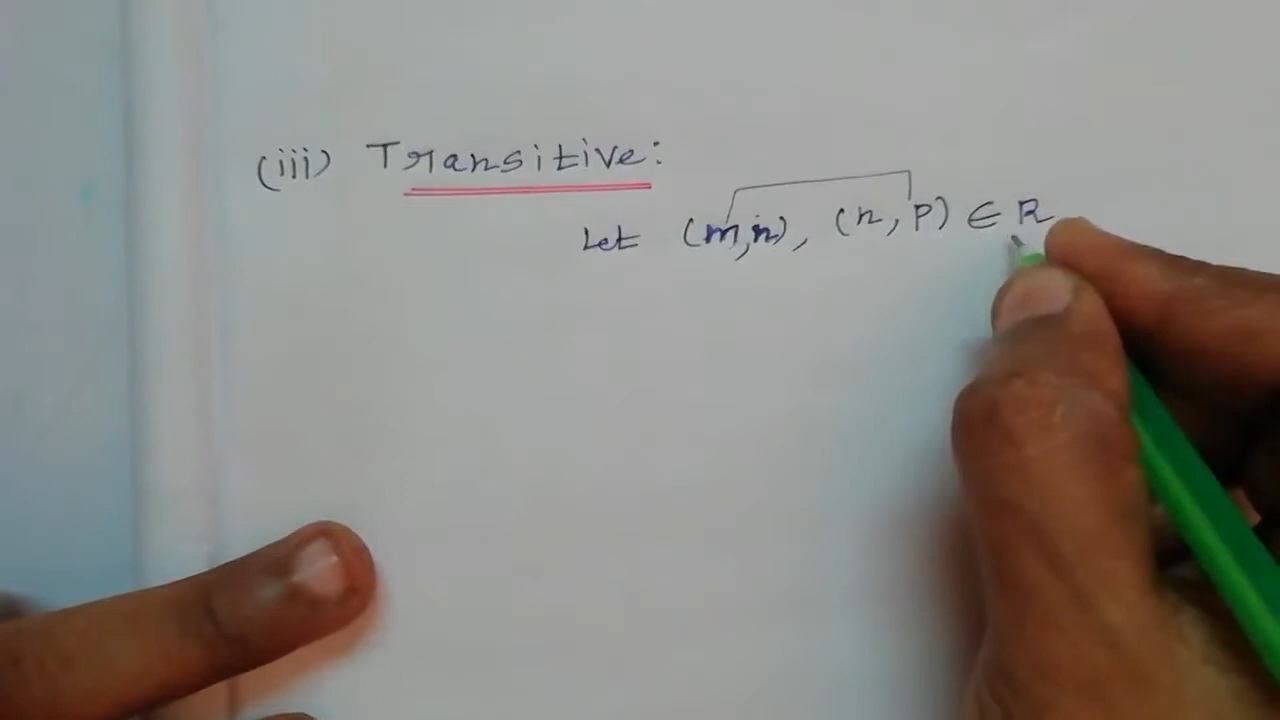 (iii) Transitive:
Let (m,n), (n,p) ∈ R